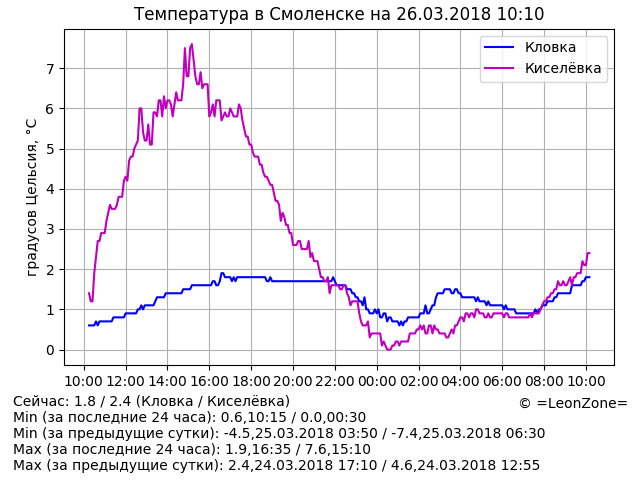 Температура в Смоленске на 26.03.2018 10:10
Кловка
Киселёвка
градусов Цельсия, °C
7
6
5
4
3
2
1
0
10:00 12:00 14:00 16:00 18:00 20:00 22:00 00:00 02:00 04:00 06:00 08:00 10:00
Сейчас: 1.8 / 2.4 (Кловка / Киселёвка)
© =LeonZone=
Min (за последние 24 часа): 0.6,10:15 / 0.0,00:30
Min (за предыдущие сутки): -4.5,25.03.2018 03:50 / -7.4,25.03.2018 06:30
Max (за последние 24 часа): 1.9,16:35 / 7.6,15:10
Max (за предыдущие сутки): 2.4,24.03.2018 17:10 / 4.6,24.03.2018 12:55